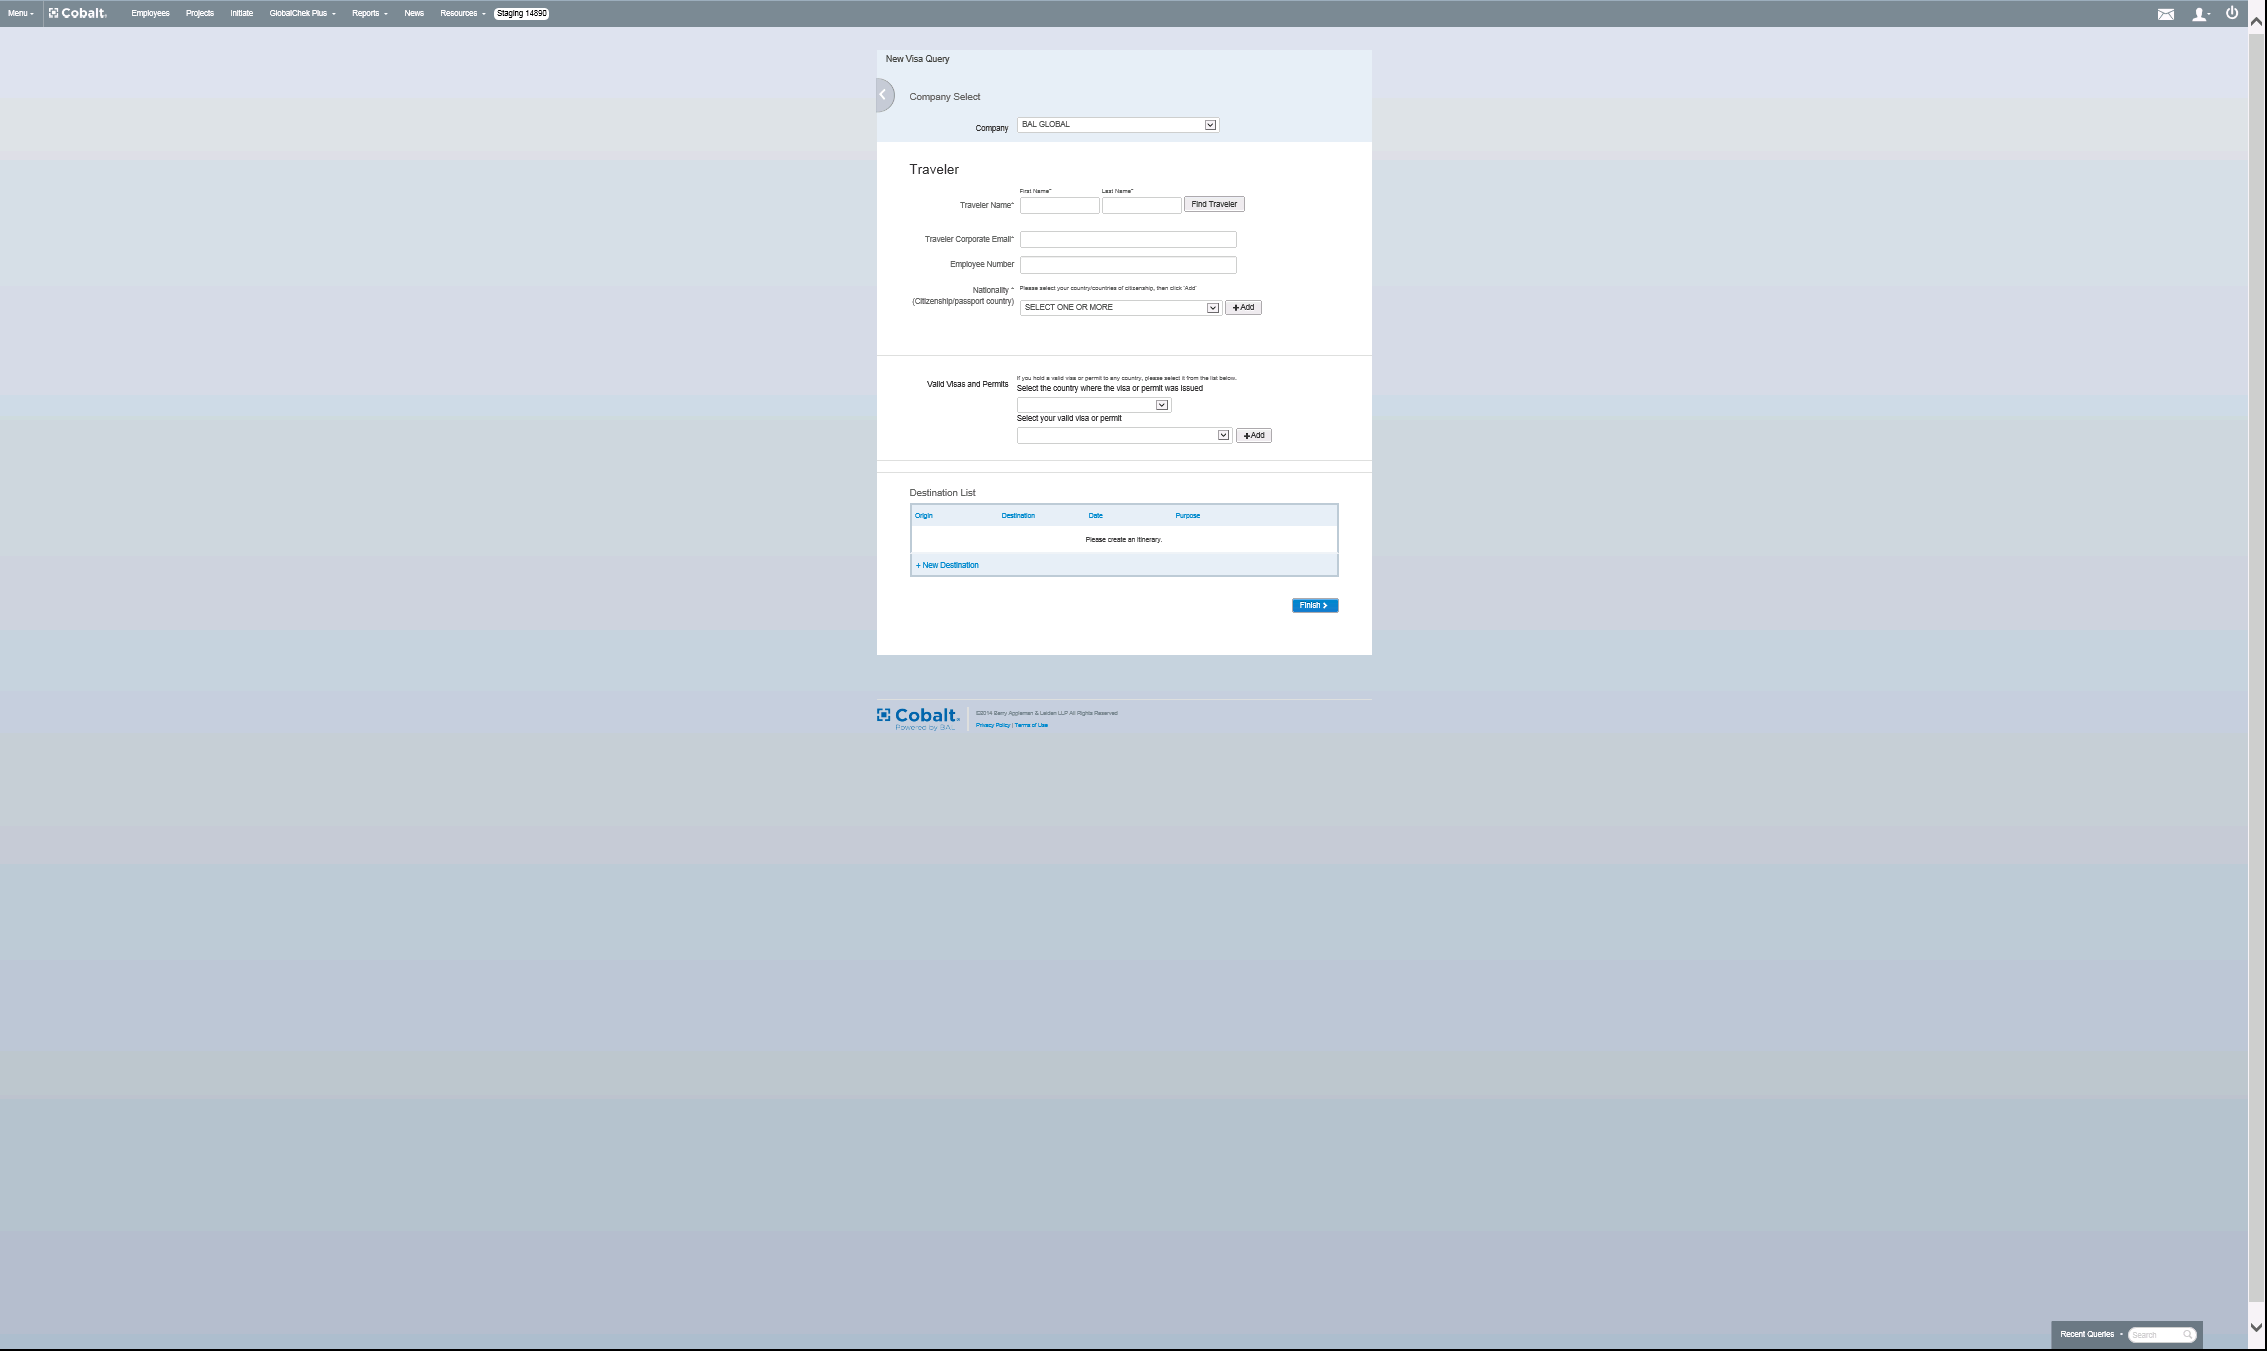 Menu
Cobalt
Employees
Projects
Initiate
GlobalChek Plus
Reports
News
Resources
Staging 14890
New Visa Query
Company Select
Company
BAL GLOBAL
Traveler
First Name*
Last Name*
Traveler Name*
Find Traveler
Traveler Corporate Email*
Employee Number
Nationality *
(Citizenship/passport country)
Please select your country/countries of citizenship, then click 'Add'
SELECT ONE OR MORE
+Add
Valid Visas and Permits
If you hold a valid visa or permit to any country, please select it from the list below.
Select the country where the visa or permit was issued
Select your valid visa or permit
+Add
Destination List
Origin
Destination
Date
Purpose
Please create an itinerary.
+ New Destination
Finish
Cobalt
Powered by BAL
©2014 Berry Appleman & Leiden LLP All Rights Reserved
Privacy Policy | Terms of Use
Recent Queries
Search